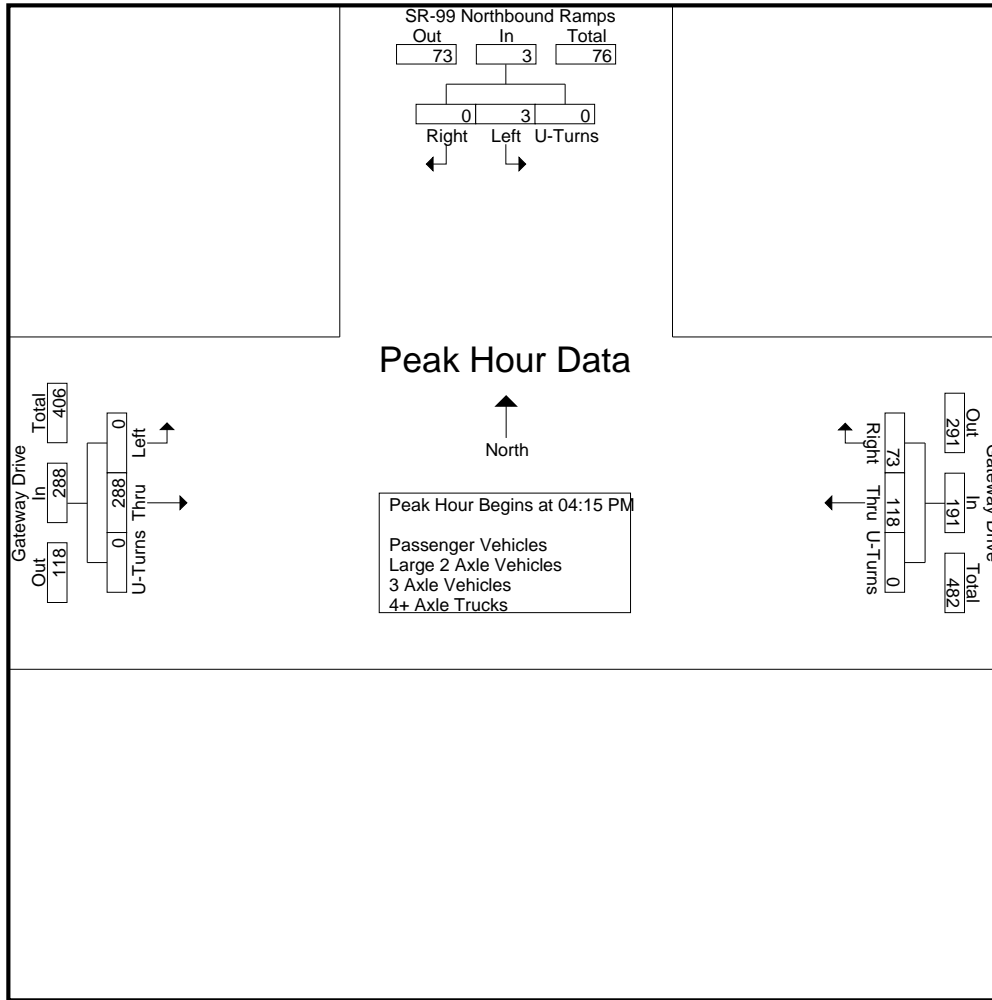 SR-99 Northbound Ramps
Out In Total
73 3 76
0 3 0
Right Left U-Turns
Peak Hour Data
North
Peak Hour Begins at 04:15 PM
Passenger Vehicles
Large 2 Axle Vehicles
3 Axle Vehicles
4+ Axle Trucks
Gateway Drive
Out In Total
118 288 406
0 288 0
U-Turns Thru Left
Gateway Drive
Out In Total
291 191 482
73 118 0
Right Thru U-Turns